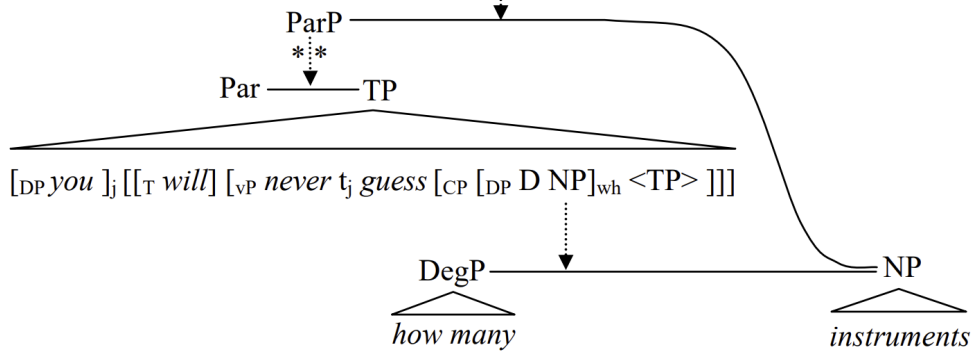 ParP
* *
Par TP
[DP you ]j [[T will] [vP never tj guess [CP [DP D NP]wh <TP> ]]]
DegP NP
how many instruments